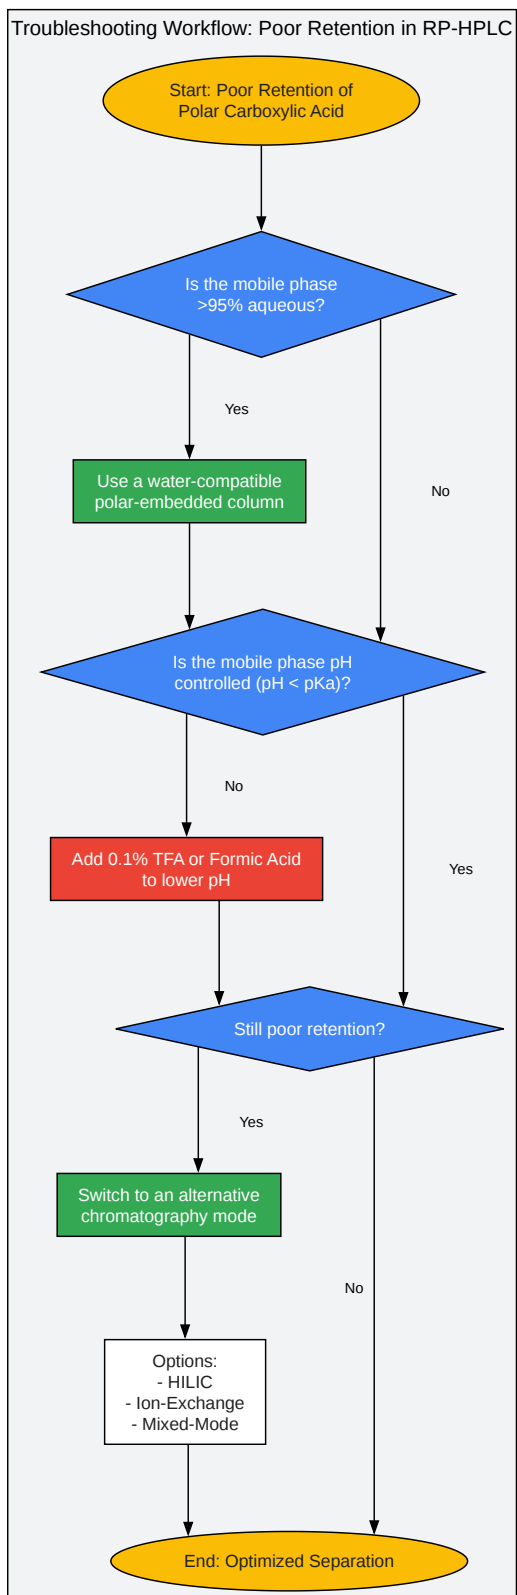 Troubleshooting Workflow: Poor Retention in RP-HPLC
Start: Poor Retention of
Polar Carboxylic Acid
Is the mobile phase
>95% aqueous?
Yes
Use a water-compatible
polar-embedded column
No
Is the mobile phase pH
controlled (pH < pKa)?
No
Add 0.1% TFA or Formic Acid
to lower pH
Yes
Still poor retention?
Yes
Switch to an alternative
chromatography mode
No
Options:
- HILIC
- Ion-Exchange
- Mixed-Mode
End: Optimized Separation